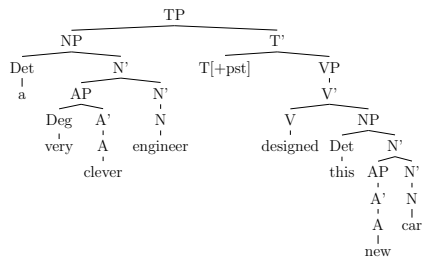 TP
NP T'
Det N' T[+pst] VP
a AP N' V'
Deg A' N V NP
very A engineer designed Det N'
clever this AP N'
A' N
A car
new